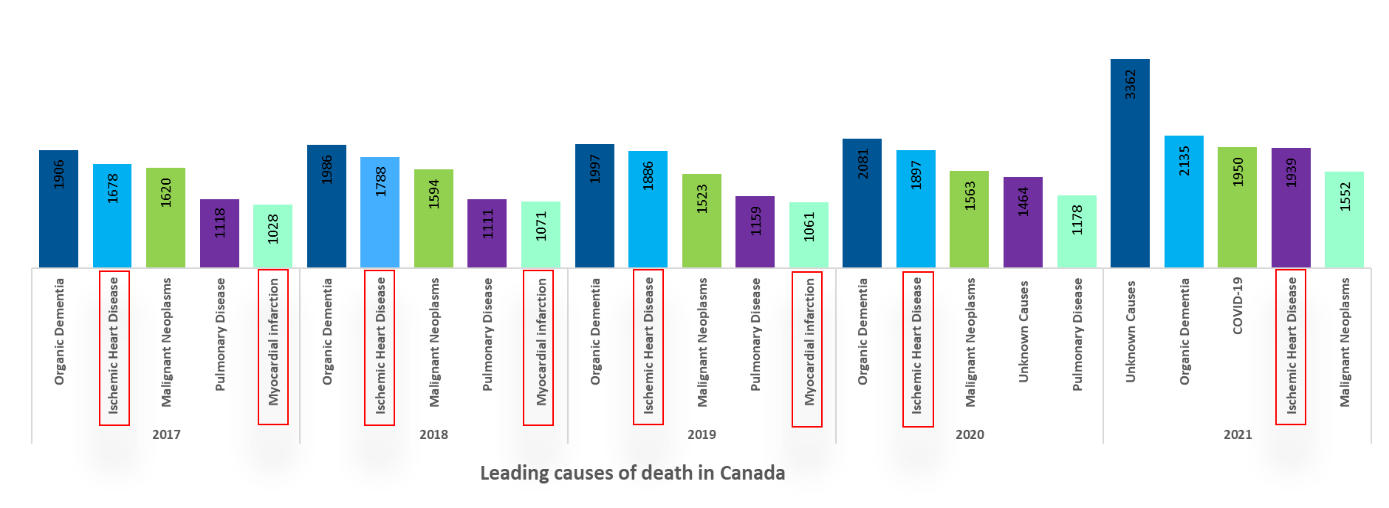 1906
1678
1620
1118
1028
1986
1788
1594
1111
1071
1997
1886
1523
1159
1061
2081
1897
1563
1464
1178
3362
2135
1950
1939
1552
Organic Dementia
Ischemic Heart Disease
Malignant Neoplasms
Pulmonary Disease
Myocardial infarction
Organic Dementia
Ischemic Heart Disease
Malignant Neoplasms
Pulmonary Disease
Myocardial infarction
Organic Dementia
Ischemic Heart Disease
Malignant Neoplasms
Pulmonary Disease
Myocardial infarction
Organic Dementia
Ischemic Heart Disease
Malignant Neoplasms
Unknown Causes
Pulmonary Disease
Unknown Causes
Organic Dementia
COVID-19
Ischemic Heart Disease
Malignant Neoplasms
2017
2018
2019
2020
2021
Leading causes of death in Canada